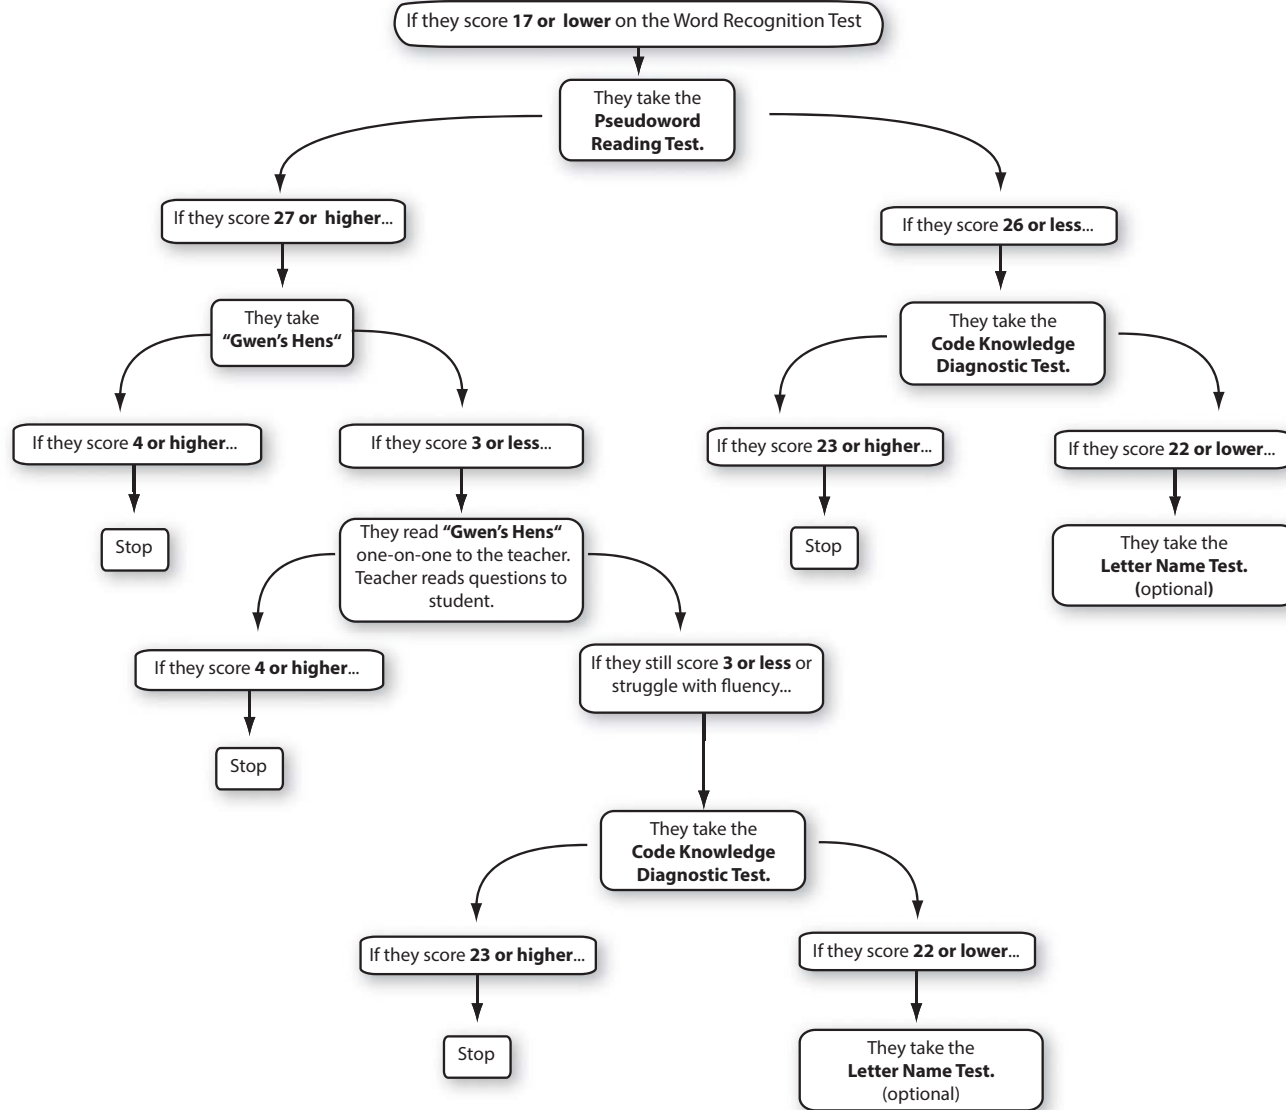 If they score 17 or lower on the Word Recognition Test
They take the
Pseudoword
Reading Test.
If they score 27 or higher...
If they score 26 or less...
They take
“Gwen's Hens“
They take the
Code Knowledge
Diagnostic Test.
If they score 4 or higher...
If they score 3 or less...
If they score 23 or higher...
If they score 22 or lower...
Stop
They read “Gwen's Hens“
one-on-one to the teacher.
Teacher reads questions to
student.
Stop
They take the
Letter Name Test.
(optional)
If they score 4 or higher...
If they still score 3 or less or
struggle with fluency...
Stop
They take the
Code Knowledge
Diagnostic Test.
If they score 23 or higher...
If they score 22 or lower...
Stop
They take the
Letter Name Test.
(optional)